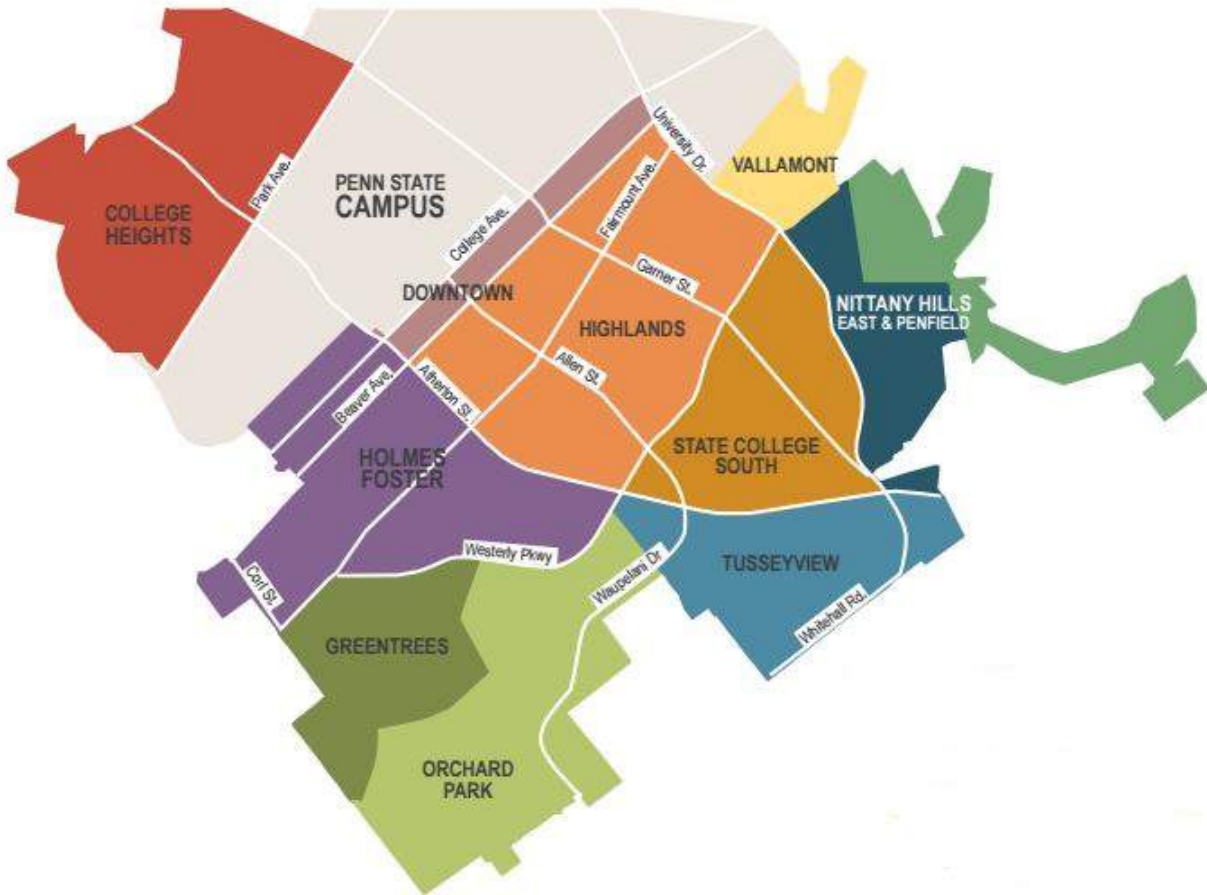 University Dr.
VALLAMONT
Park Ave.
PENN STATE
CAMPUS
Fairmount Ave.
COLLEGE
HEIGHTS
College Ave.
Garner St.
DOWNTOWN
NITTANY HILLS
EAST & PENFIELD
HIGHLANDS
Allen St.
Beaver Ave.
Atherton St.
HOLMES
FOSTER
STATE COLLEGE
SOUTH
Westerly Pkwy
Waupelani Dr
TUSSEYVIEW
Corl St.
Whitehall Rd.
GREENTREES
ORCHARD
PARK